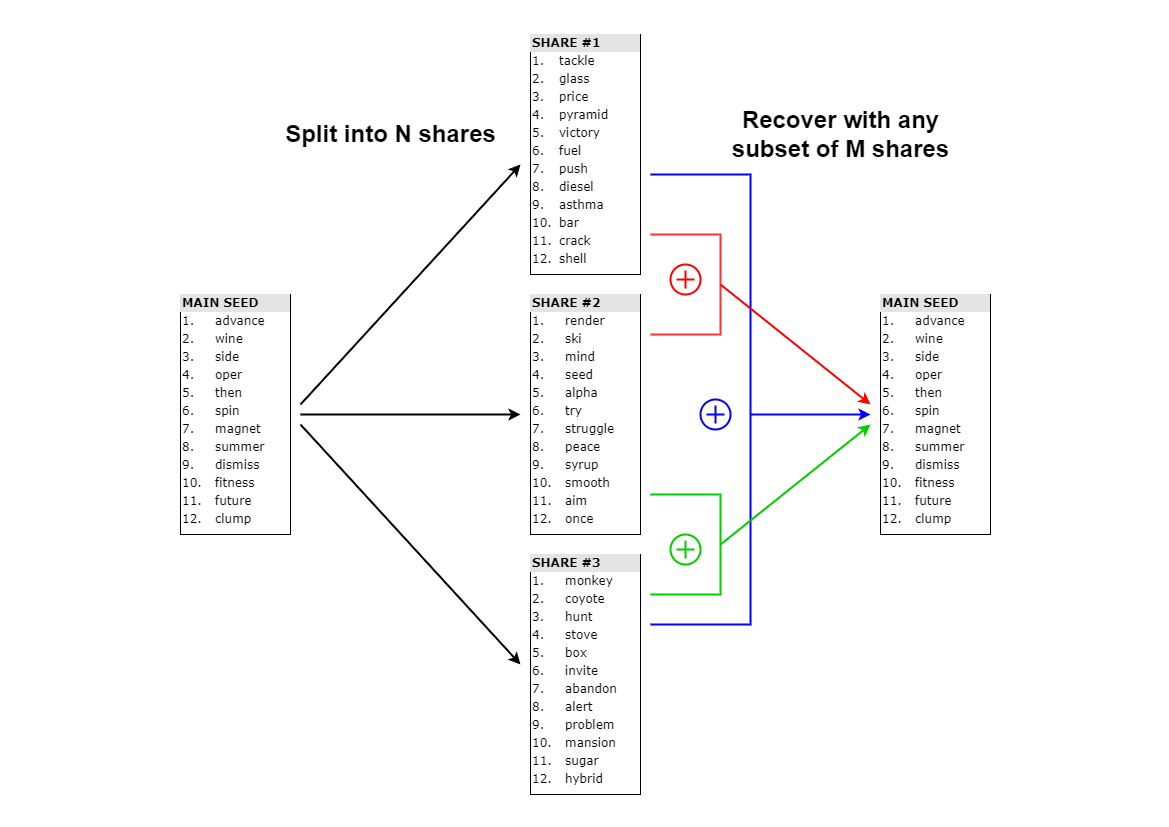 SHARE #1
1. tackle
2. glass
3. price
4. pyramid
5. victory
6. fuel
7. push
8. diesel
9. asthma
10. bar
11. crack
12. shell
Split into N shares
Recover with any
subset of M shares
MAIN SEED
1. advance
2. wine
3. side
4. oper
5. then
6. spin
7. magnet
8. summer
9. dismiss
10. fitness
11. future
12. clump
SHARE #2
1. render
2. ski
3. mind
4. seed
5. alpha
6. try
7. struggle
8. peace
9. syrup
10. smooth
11. aim
12. once
MAIN SEED
1. advance
2. wine
3. side
4. oper
5. then
6. spin
7. magnet
8. summer
9. dismiss
10. fitness
11. future
12. clump
SHARE #3
1. monkey
2. coyote
3. hunt
4. stove
5. box
6. invite
7. abandon
8. alert
9. problem
10. mansion
11. sugar
12. hybrid